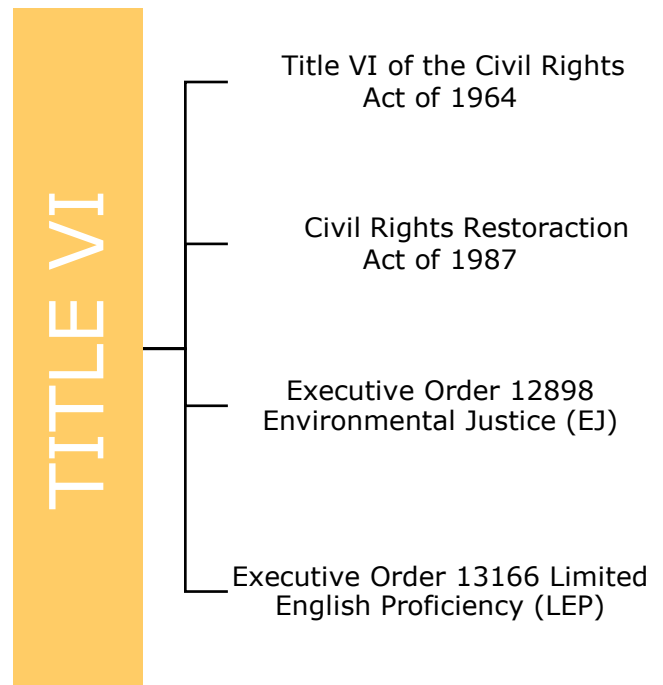 TITLE VI
Title VI of the Civil Rights
Act of 1964
Civil Rights Restoraction
Act of 1987
Executive Order 12898
Environmental Justice (EJ)
Executive Order 13166 Limited
English Proficiency (LEP)